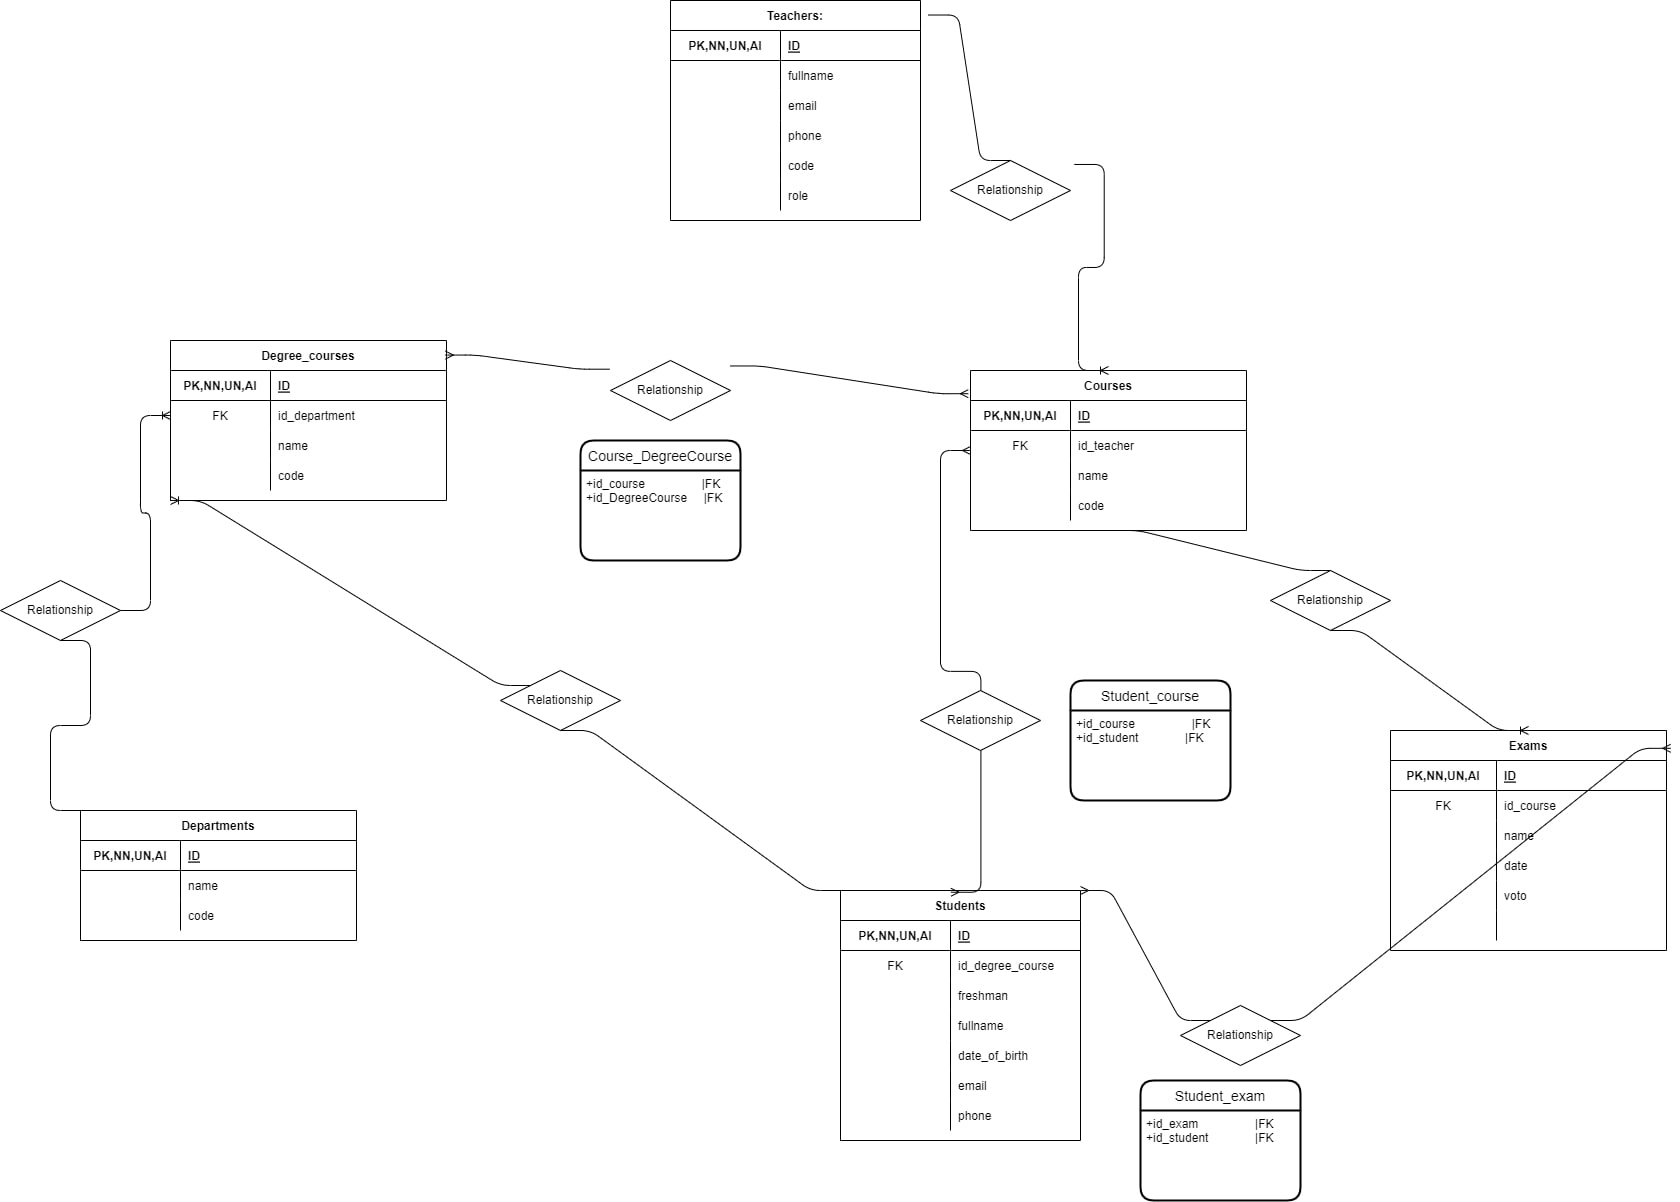 Teachers:
PK,NN,UN,AI ID
fullname
email
phone
code
role
Relationship
Degree_courses
PK,NN,UN,AI ID
FK id_department
name
code
Relationship
Course_DegreeCourse
+id_course |FK
+id_DegreeCourse |FK
Courses
PK,NN,UN,AI ID
FK id_teacher
name
code
Relationship
Relationship
Relationship
Relationship
Student_course
+id_course |FK
+id_student |FK
Exams
PK,NN,UN,AI ID
FK id_course
name
date
voto
Departments
PK,NN,UN,AI ID
name
code
Students
PK,NN,UN,AI ID
FK id_degree_course
freshman
fullname
date_of_birth
email
phone
Relationship
Student_exam
+id_exam |FK
+id_student |FK